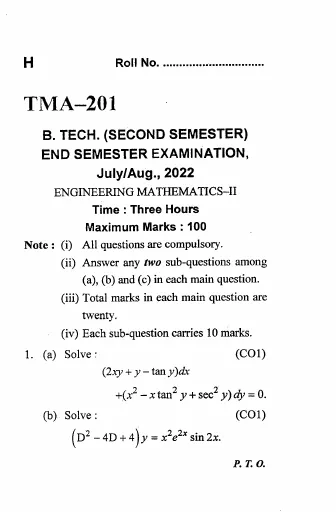 H Roll No. ...............................
TMA–201
B. TECH. (SECOND SEMESTER)
END SEMESTER EXAMINATION,
July/Aug., 2022
ENGINEERING MATHEMATICS–II
Time : Three Hours
Maximum Marks : 100
Note : (i) All questions are compulsory.
(ii) Answer any two sub-questions among
(a), (b) and (c) in each main question.
(iii) Total marks in each main question are
twenty.
(iv) Each sub-question carries 10 marks.
1. (a) Solve : (CO1)
(2xy + y – tan y)dx
+(x² – x tan² y + sec² y) dy = 0.
(b) Solve : (CO1)
(D² – 4D + 4) y = x²e²ˣ sin 2x.
P. T. O.